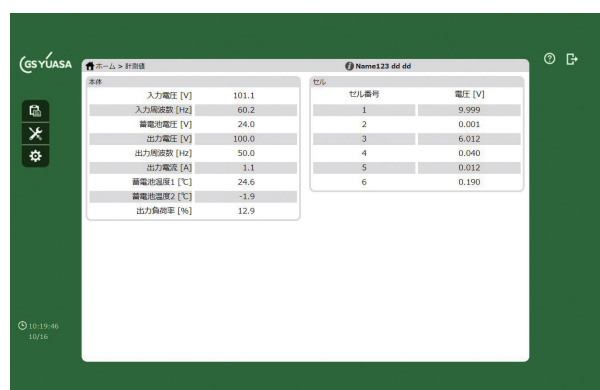 GS YUASA
ホーム > 計測値
Name123 dd dd
本体
入力電圧 [V] 101.1
入力周波数 [Hz] 60.2
蓄電池電圧 [V] 24.0
出力電圧 [V] 100.0
出力周波数 [Hz] 50.0
出力電流 [A] 1.1
蓄電池温度1 [℃] 24.6
蓄電池温度2 [℃] -1.9
出力負荷率 [%] 12.9
セル
セル番号 電圧 [V]
1 9.999
2 0.001
3 6.012
4 0.040
5 0.012
6 0.190
10:19:46
10/16